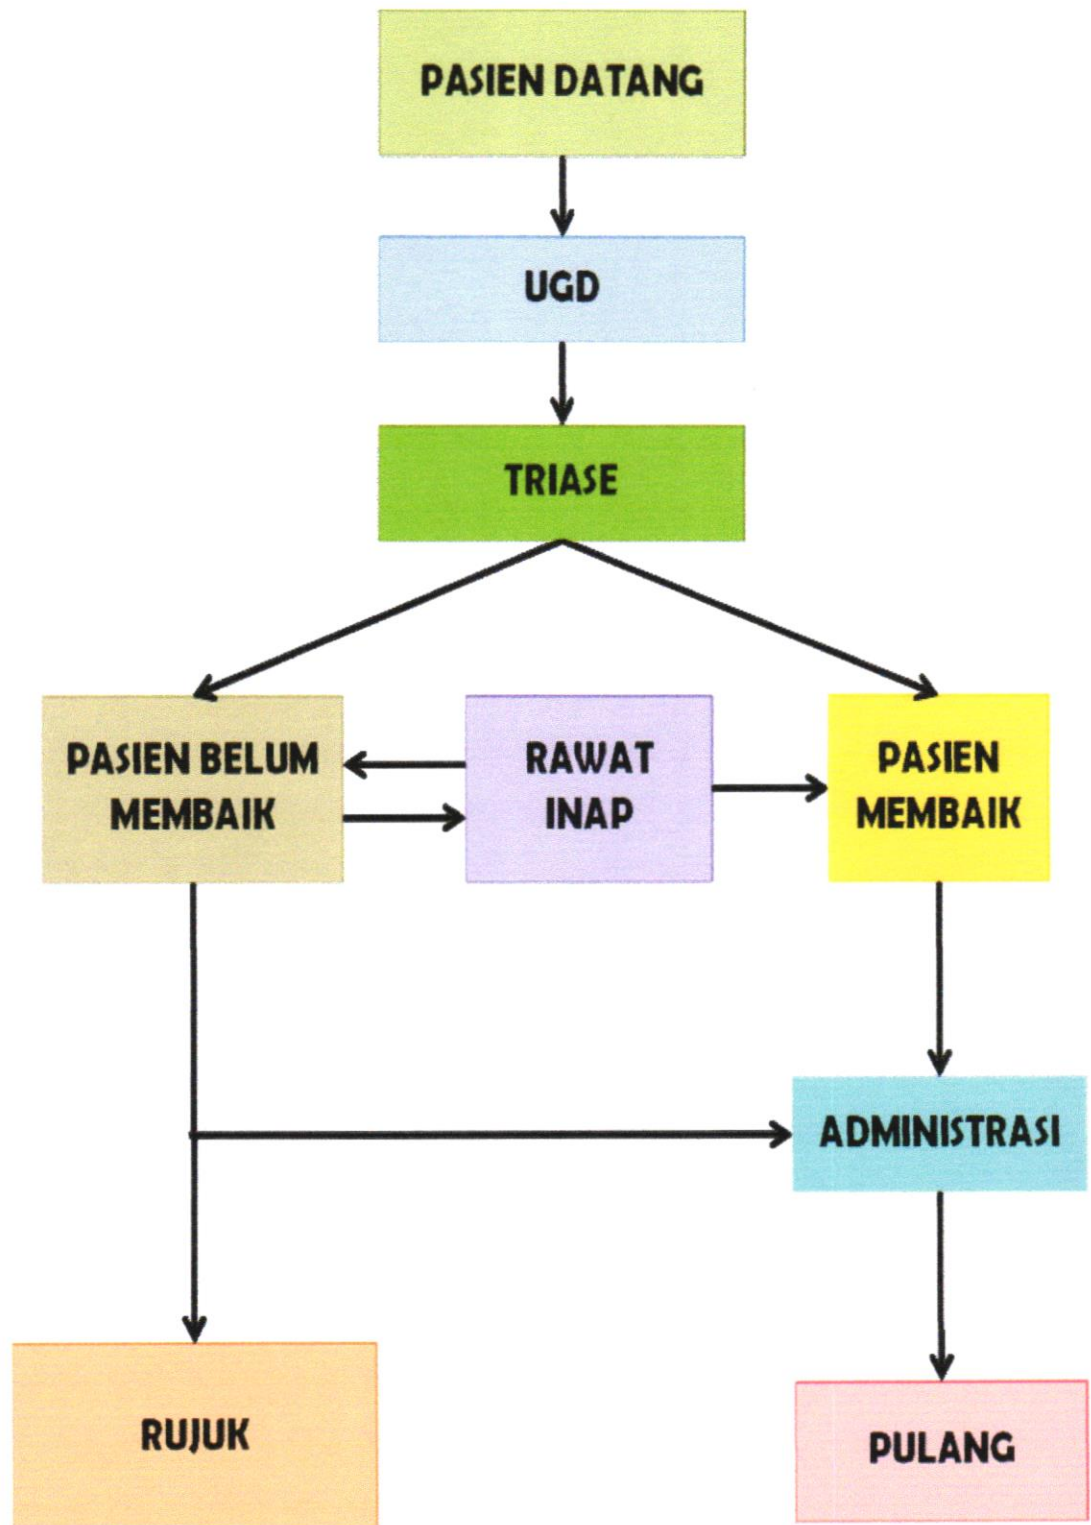 PASIEN DATANG
UGD
TRIASE
PASIEN BELUM
MEMBAIK
RAWAT
INAP
PASIEN
MEMBAIK
ADMINISTRASI
RUJUK
PULANG